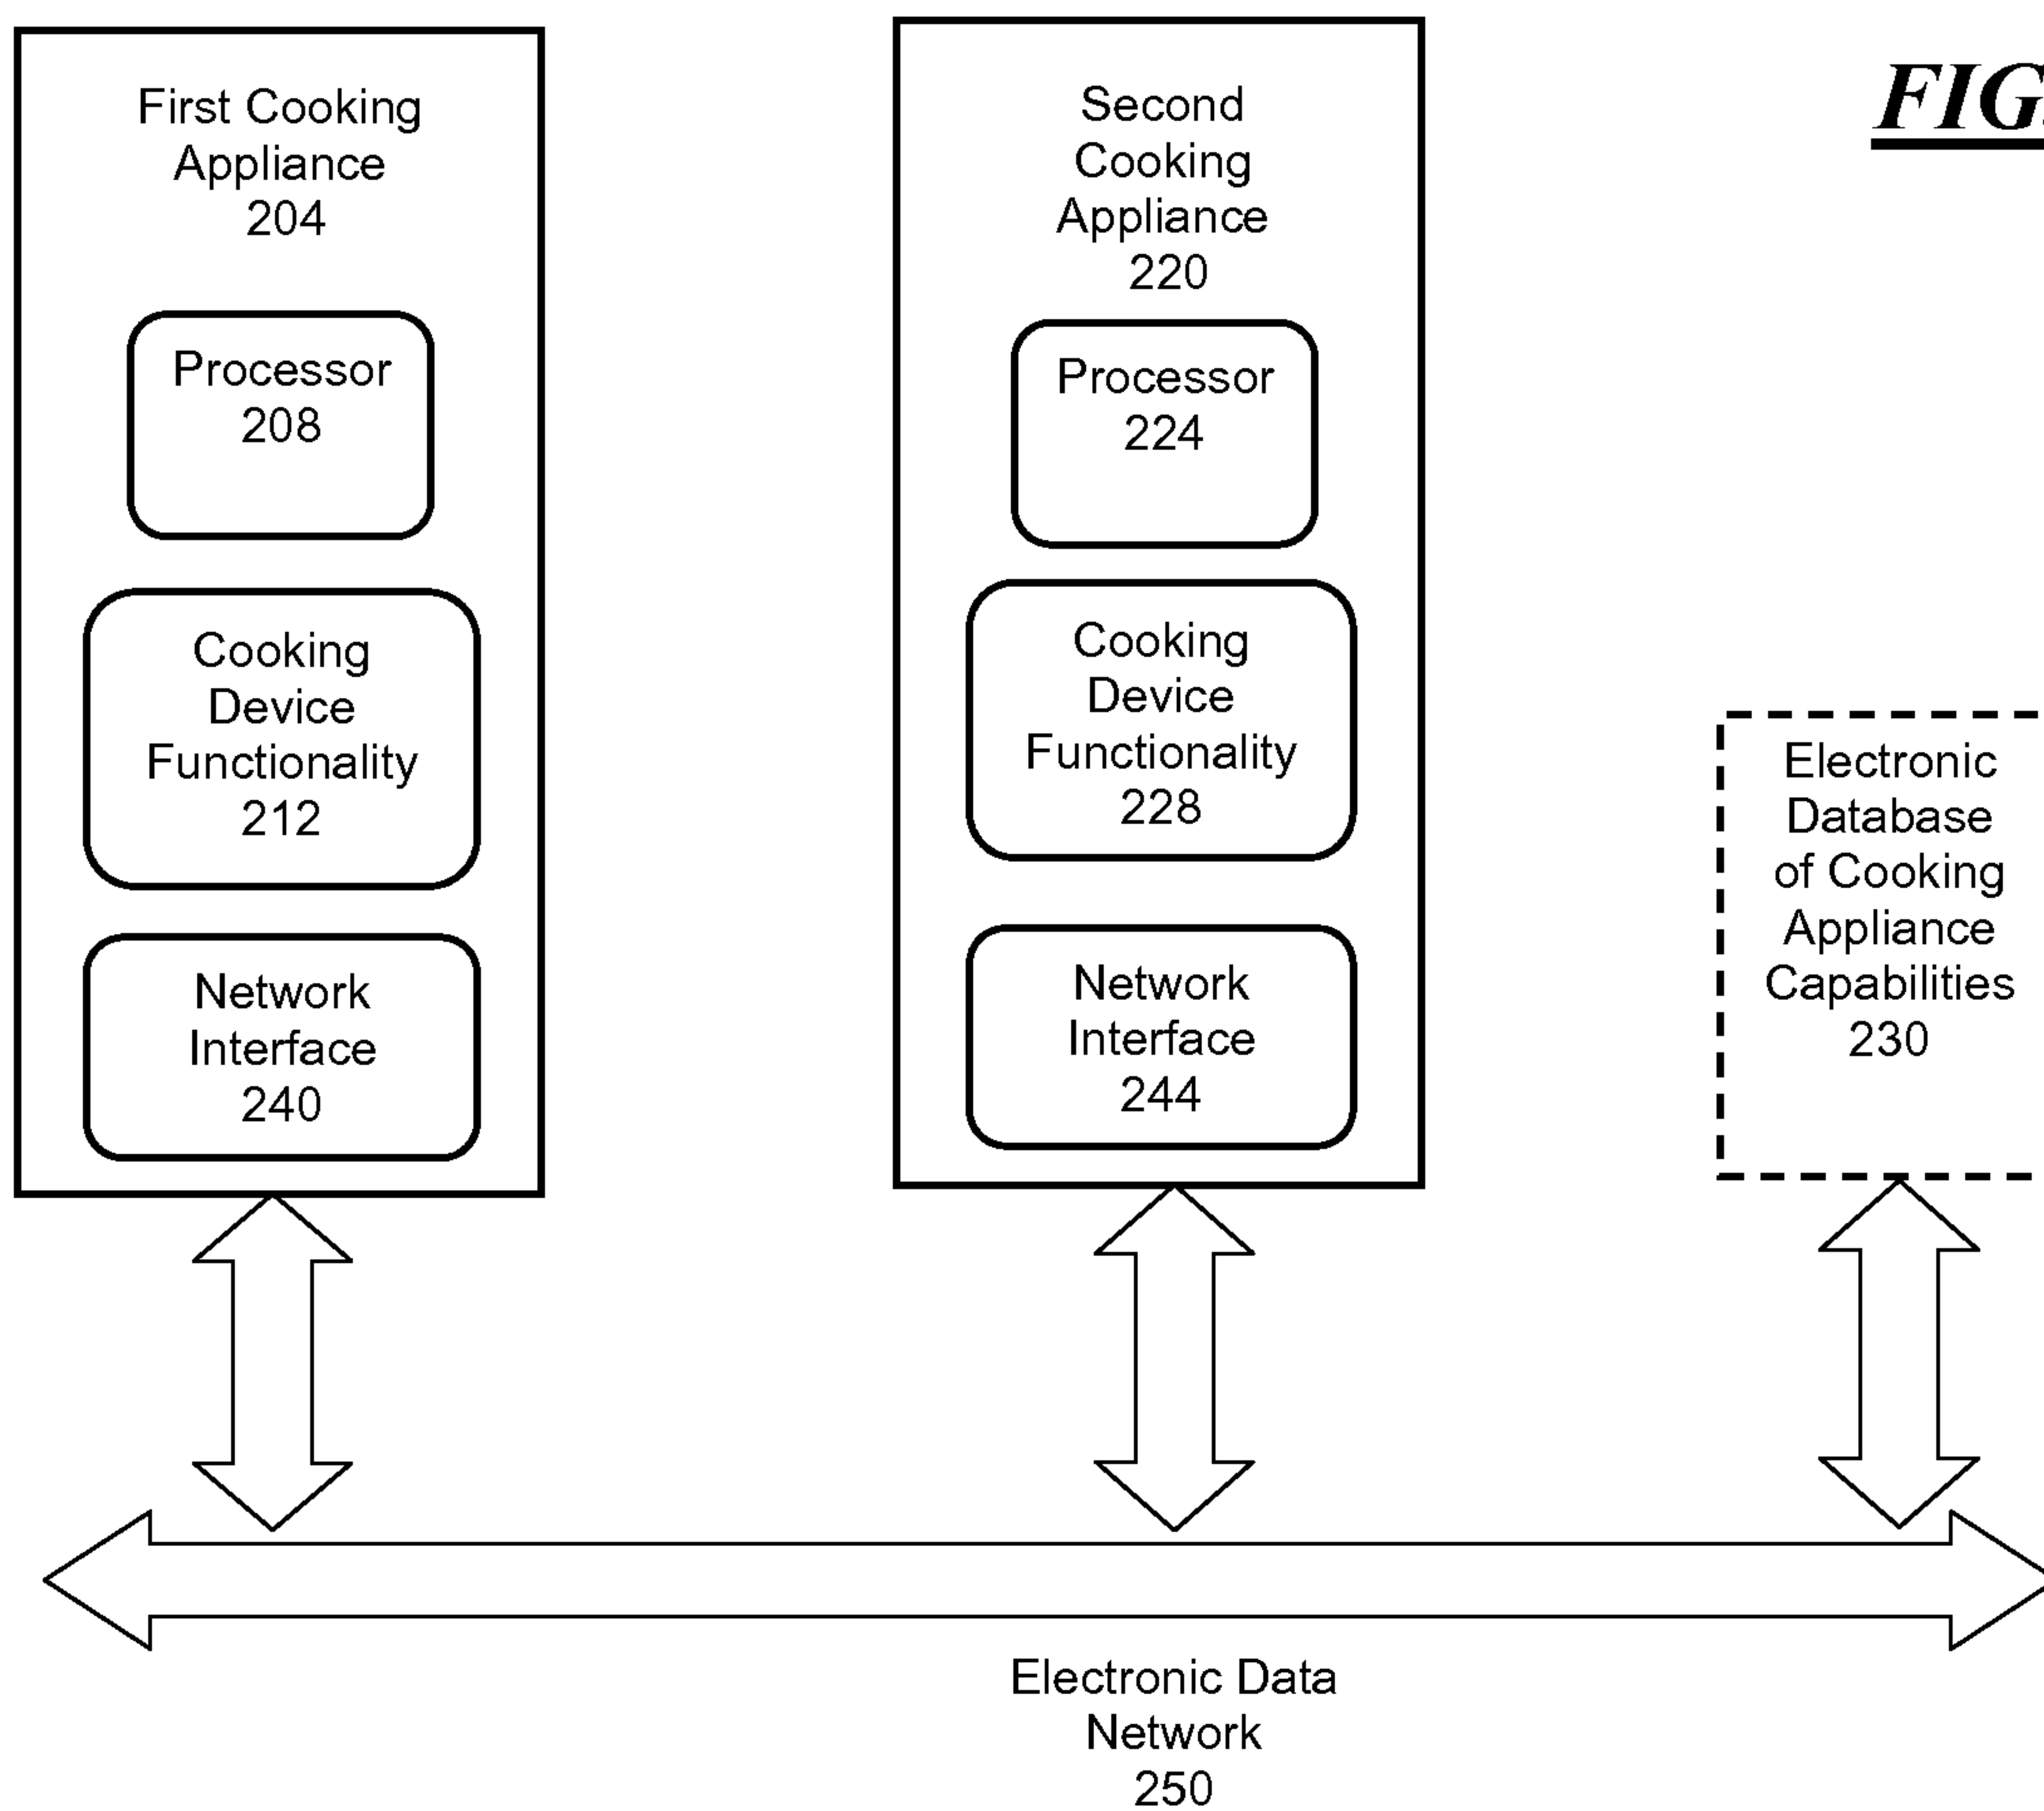 First Cooking
Appliance
204
Processor
208
Cooking
Device
Functionality
212
Network
Interface
240
Second
Cooking
Appliance
220
Processor
224
Cooking
Device
Functionality
228
Network
Interface
244
FIG.
Electronic
Database
of Cooking
Appliance
Capabilities
230
Electronic Data
Network
250